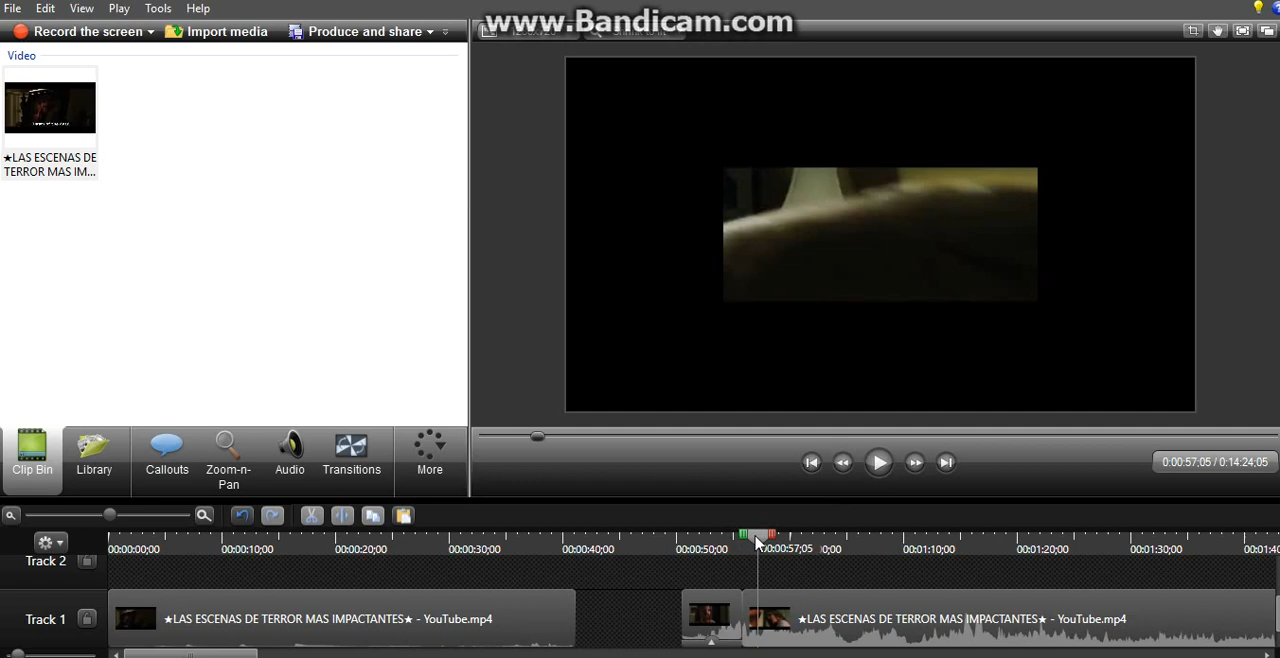 www.Bandicam.com
File Edit View Play Tools Help
Record the screen Import media Produce and share
Video
★LAS ESCENAS DE
TERROR MAS IM...
Clip Bin Library Callouts Zoom-n-
Pan Audio Transitions More
0:00:57;05 / 0:14:24;05
00:00:00;00 00:00:10;00 00:00:20;00 00:00:30;00 00:00:40;00 00:00:50;00 00:00:57;05 00:01:10;00 00:01:20;00 00:01:30;00 00:01:40
Track 2
Track 1 ★LAS ESCENAS DE TERROR MAS IMPACTANTES★ - YouTube.mp4 ★LAS ESCENAS DE TERROR MAS IMPACTANTES★ - YouTube.mp4